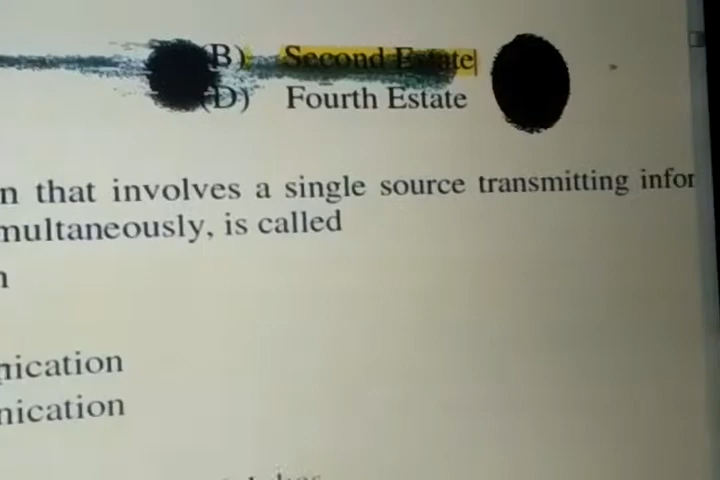 B) Second Estate
(D) Fourth Estate
n that involves a single source transmitting infor
multaneously, is called
n
nication
nication